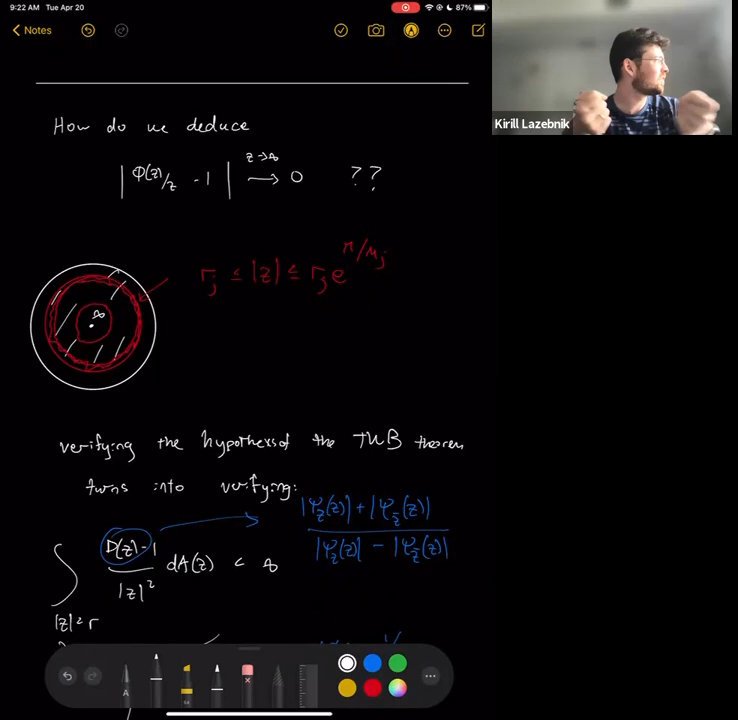 9:22 AM Tue Apr 20
87%
Notes
Kirill Lazebnik
How do we deduce
| Φ(z)/z - 1 | → 0 ??
z→∞
r_j ≤ |z| ≤ r_j e^{π/M_j}
∞
verifying the hypothesis of the TWB theorem
turns into verifying:
|ψ_z(z)| + |ψ_z̄(z)|
|ψ_z(z)| - |ψ_z̄(z)|
∫ D(z)-1 / |z|² dA(z) < ∞
|z|>r
A